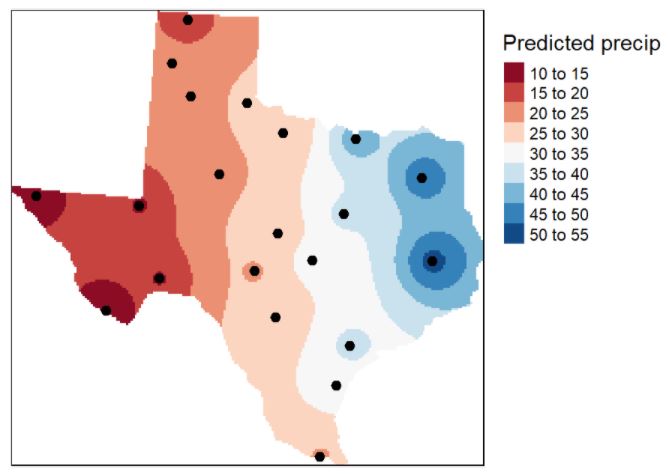 Predicted precip
10 to 15
15 to 20
20 to 25
25 to 30
30 to 35
35 to 40
40 to 45
45 to 50
50 to 55